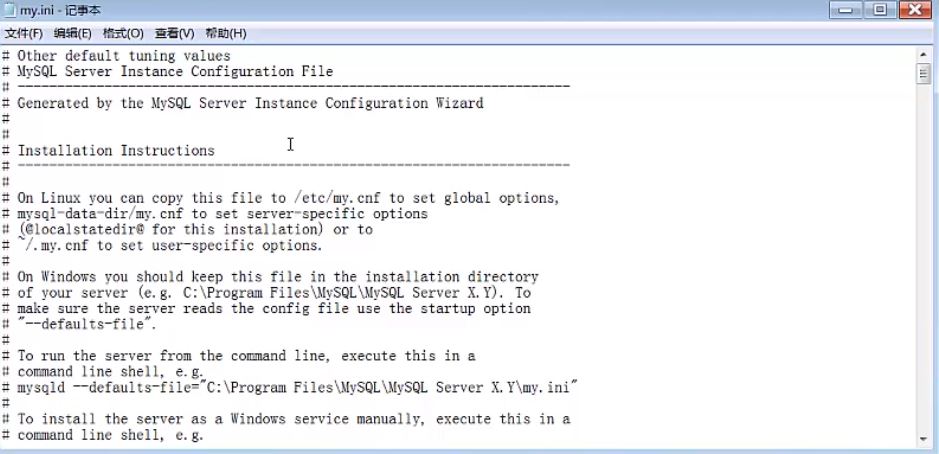 my.ini - 记事本
文件(F) 编辑(E) 格式(O) 查看(V) 帮助(H)
# Other default tuning values
# MySQL Server Instance Configuration File
# ----------------------------------------------------------------------
# Generated by the MySQL Server Instance Configuration Wizard
#
#
# Installation Instructions
# ----------------------------------------------------------------------
#
# On Linux you can copy this file to /etc/my.cnf to set global options,
# mysql-data-dir/my.cnf to set server-specific options
# (@localstatedir@ for this installation) or to
# ~/.my.cnf to set user-specific options.
#
# On Windows you should keep this file in the installation directory
# of your server (e.g. C:\Program Files\MySQL\MySQL Server X.Y). To
# make sure the server reads the config file use the startup option
# "--defaults-file".
#
# To run the server from the command line, execute this in a
# command line shell, e.g.
# mysqld --defaults-file="C:\Program Files\MySQL\MySQL Server X.Y\my.ini"
#
# To install the server as a Windows service manually, execute this in a
# command line shell, e.g.